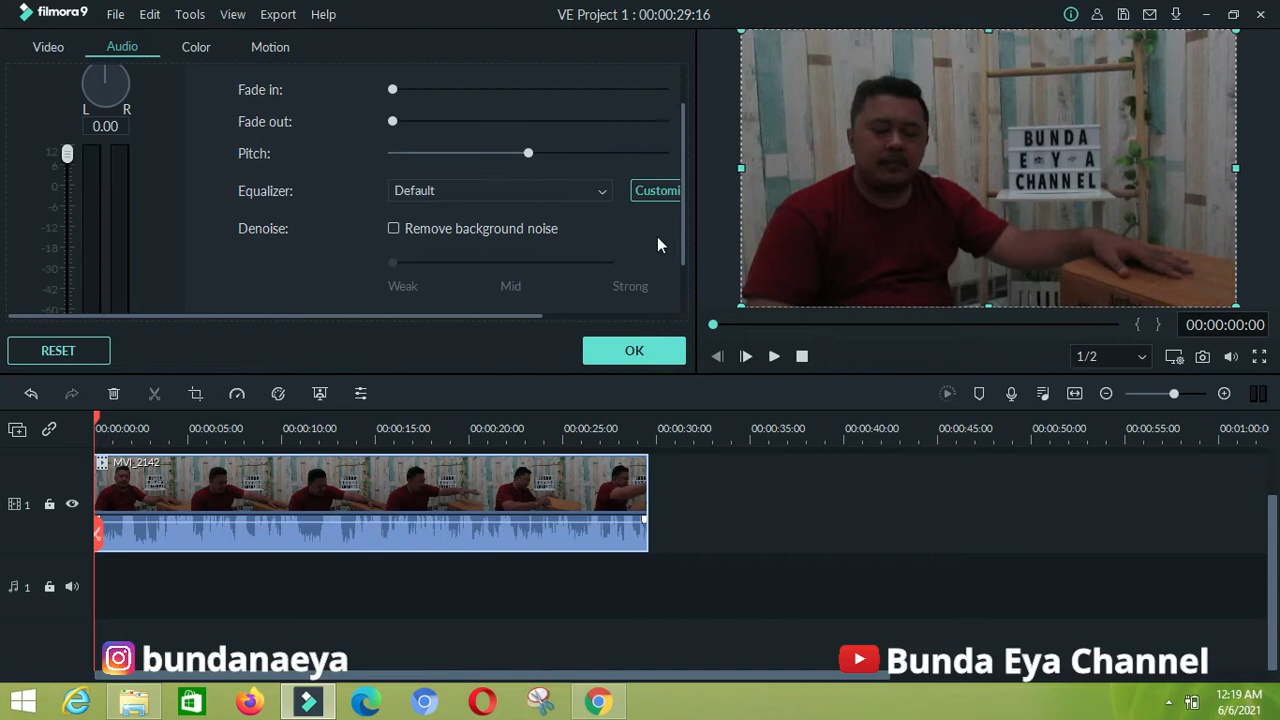 filmora9
File Edit Tools View Export Help
VE Project 1 : 00:00:29:16
Video Audio Color Motion
L R
0.00
12
6
0
-6
-12
-18
-30
-42
-60
Fade in:
Fade out:
Pitch:
Equalizer: Default Customi
Denoise: Remove background noise
Weak Mid Strong
RESET OK
BUNDA
EYA
CHANNEL
{ } 00:00:00:00
1/2
00:00:00:00 00:00:05:00 00:00:10:00 00:00:15:00 00:00:20:00 00:00:25:00 00:00:30:00 00:00:35:00 00:00:40:00 00:00:45:00 00:00:50:00 00:00:55:00 00:01:00:0
MVI_2142
1
1
bundanaeya
Bunda Eya Channel
12:19 AM
6/6/2021